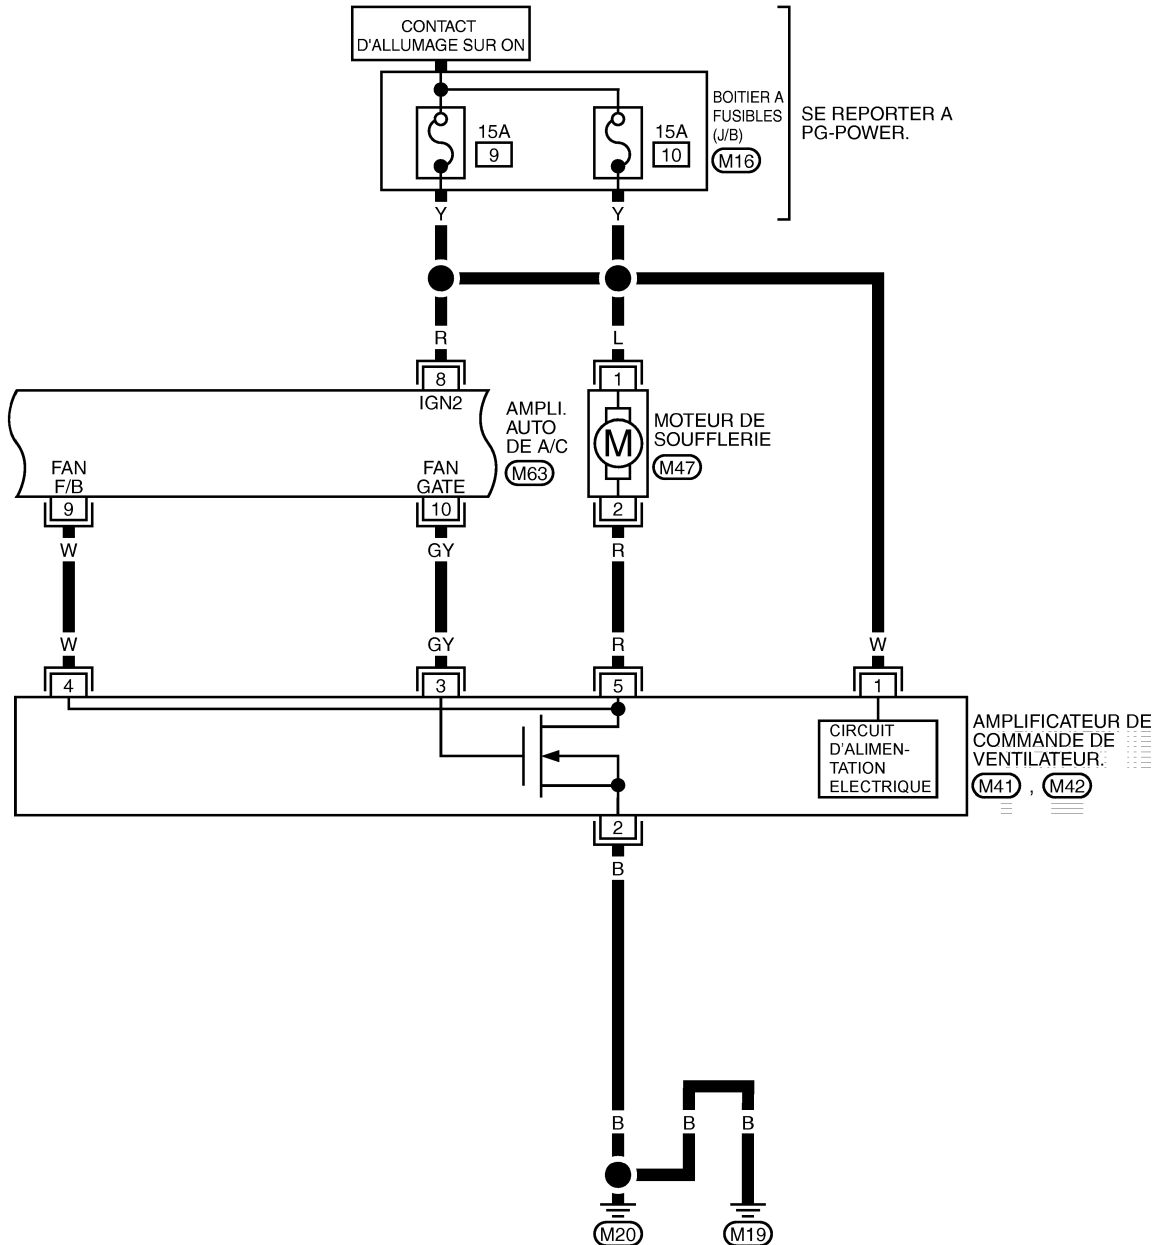 CONTACT
D'ALLUMAGE SUR ON
15A
9
15A
10
BOITIER A
FUSIBLES
(J/B)
M16
SE REPORTER A
PG-POWER.
Y
Y
R
L
8
IGN2
1
AMPLI.
AUTO
DE A/C
M63
M
MOTEUR DE
SOUFFLERIE
M47
FAN
F/B
FAN
GATE
9
10
2
W
GY
R
W
GY
R
W
4
3
5
1
CIRCUIT
D'ALIMEN-
TATION
ELECTRIQUE
AMPLIFICATEUR DE
COMMANDE DE
VENTILATEUR.
M41 , M42
2
B
B
B
B
M20
M19